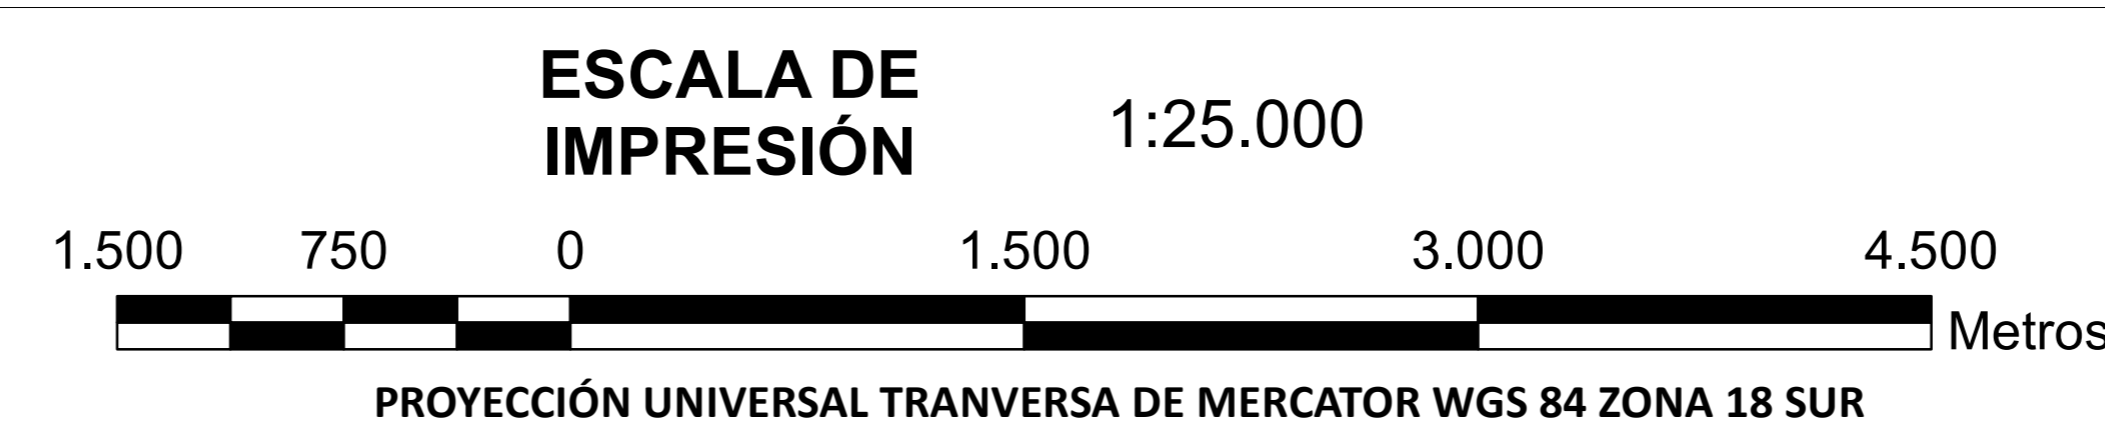 ESCALA DE
IMPRESIÓN
1:25.000
1.500 750 0 1.500 3.000 4.500
Metros
PROYECCIÓN UNIVERSAL TRANVERSA DE MERCATOR WGS 84 ZONA 18 SUR